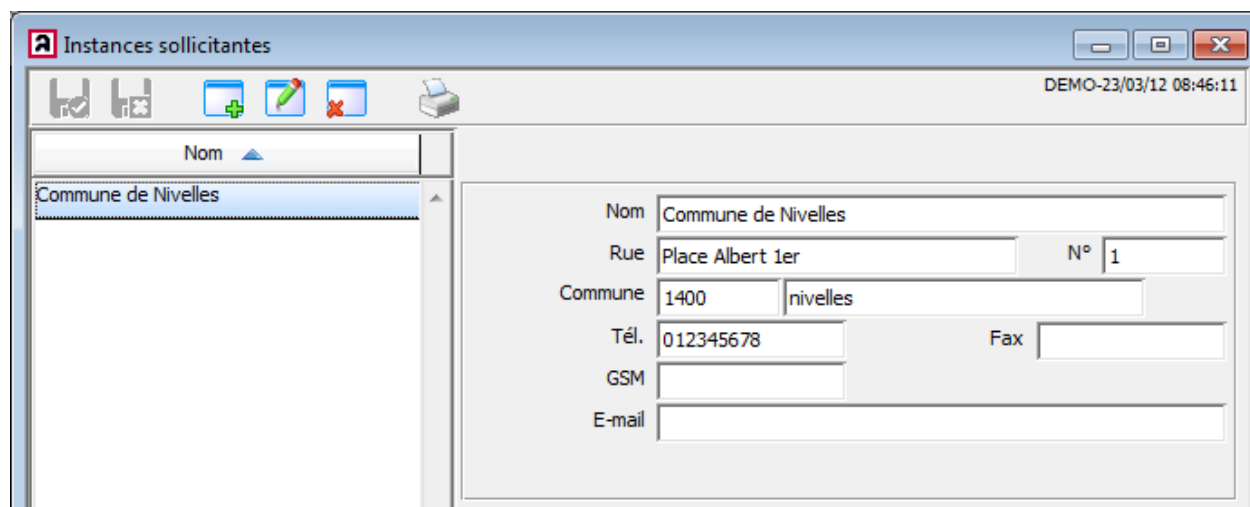 a Instances sollicitantes
DEMO-23/03/12 08:46:11
Nom
Commune de Nivelles
Nom Commune de Nivelles
Rue Place Albert 1er N° 1
Commune 1400 nivelles
Tél. 012345678 Fax
GSM
E-mail